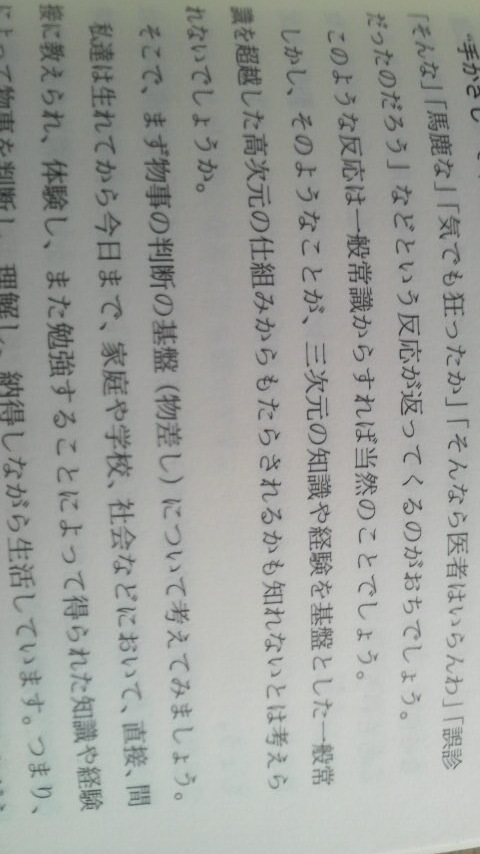 “手かざし
「そんな」「馬鹿な」「気でも狂ったか」「そんなら医者はいらんわ」「誤診
だったのだろう」などという反応が返ってくるのがおちでしょう。
このような反応は一般常識からすれば当然のことでしょう。
しかし、そのようなことが、三次元の知識や経験を基盤とした一般常
識を超越した高次元の仕組みからもたらされるかも知れないとは考えら
れないでしょうか。
そこで、まず物事の判断の基盤（物差し）について考えてみましょう。
私達は生れてから今日まで、家庭や学校、社会などにおいて、直接、間
接に教えられ、体験し、また勉強することによって得られた知識や経験
によって物事を判断し、理解し、納得しながら生活しています。つまり、